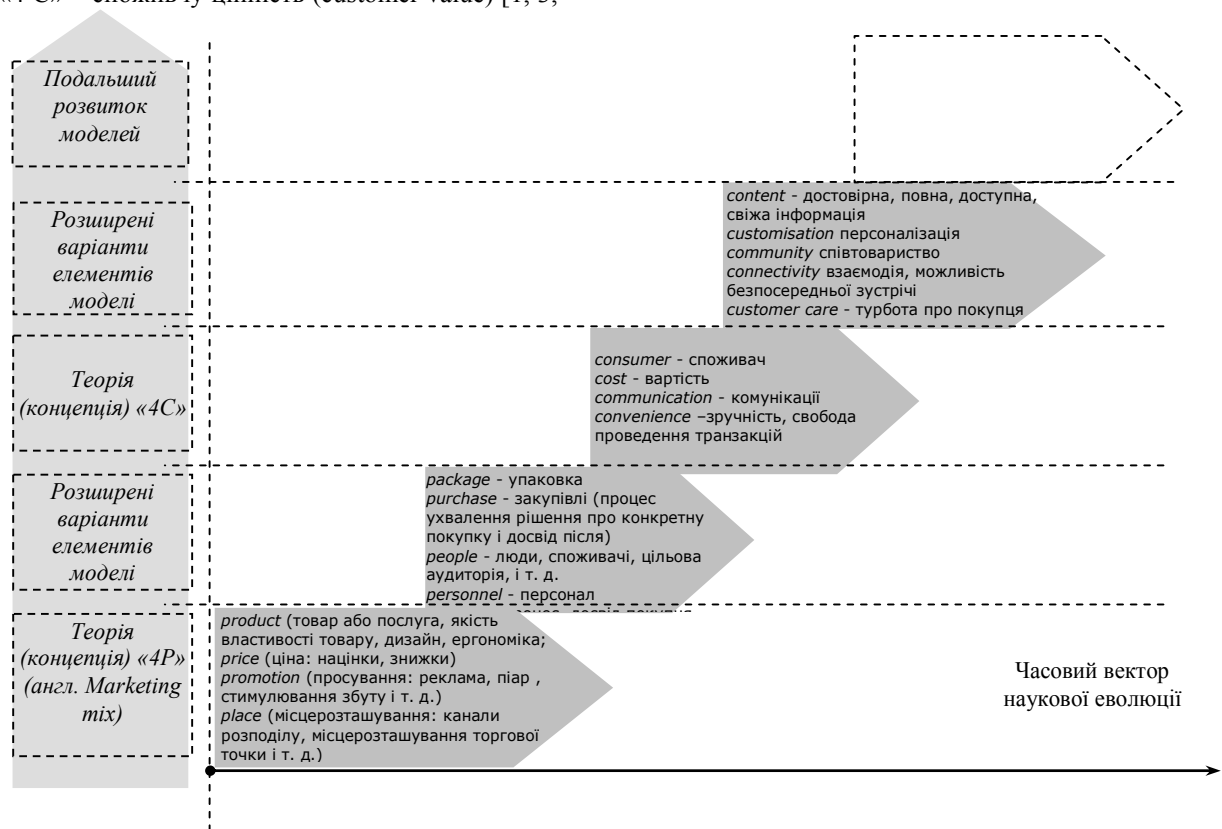 (customer value) [1, 3,
Подальший
розвиток
моделей
content - достовірна, повна, доступна,
свіжа інформація
customisation персоналізація
community співтовариство
connectivity взаємодія, можливість
безпосередньої зустрічі
customer care - турбота про покупця
Розширені
варіанти
елементів
моделі
consumer - споживач
cost - вартість
communication - комунікації
convenience –зручність, свобода
проведення транзакцій
Теорія
(концепція) «4С»
package - упаковка
purchase - закупівлі (процес
ухвалення рішення про конкретну
покупку і досвід після)
people - люди, споживачі, цільова
аудиторія, і т. д.
personnel - персонал
Розширені
варіанти
елементів
моделі
product (товар або послуга, якість
властивості товару, дизайн, ергономіка;
price (ціна: націнки, знижки)
promotion (просування: реклама, піар ,
стимулювання збуту і т. д.)
place (місцерозташування: канали
розподілу, місцерозташування торгової
точки і т. д.)
Теорія
(концепція) «4Р»
(англ. Marketing
mix)
Часовий вектор
наукової еволюції